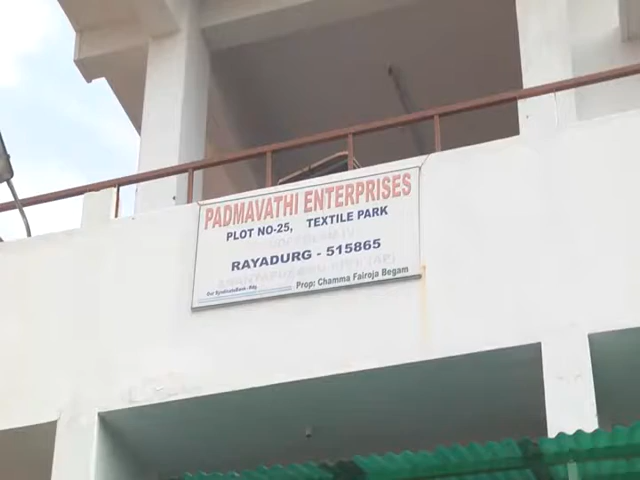 PADMAVATHI ENTERPRISES
PLOT NO-25, TEXTILE PARK
RAYADURG - 515865
Prop: Chamma Fairoja Begam